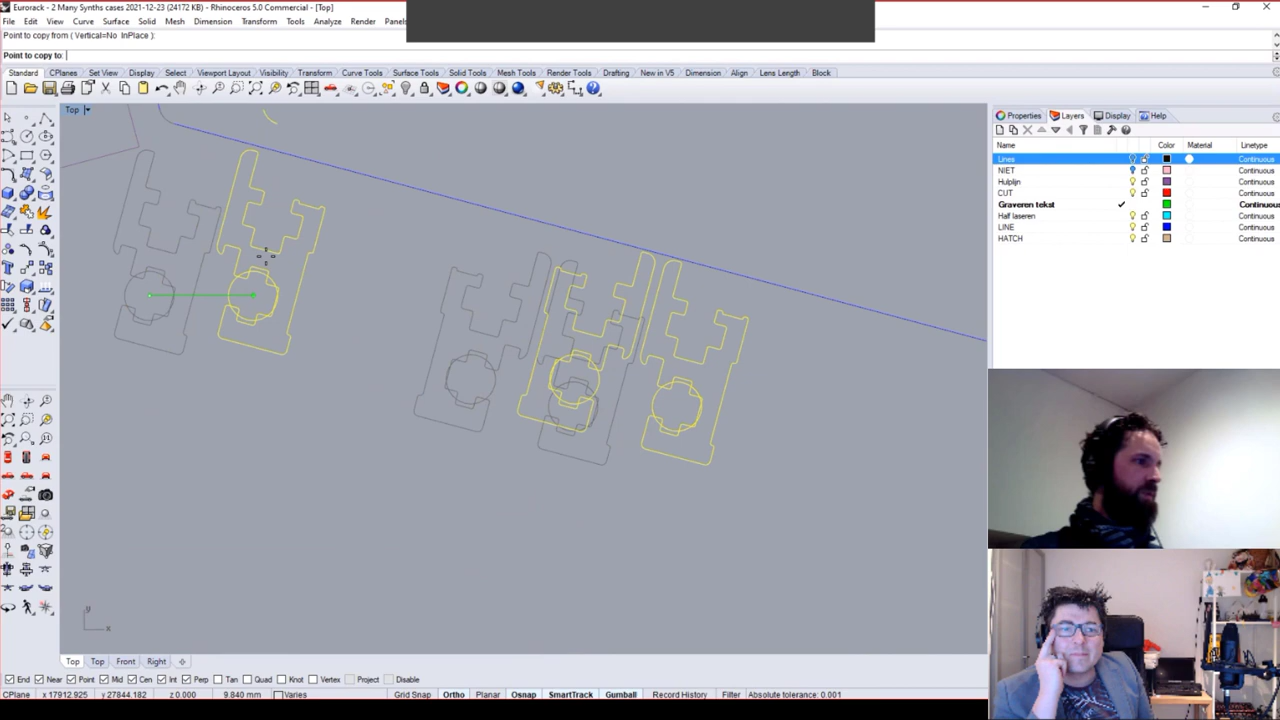 Eurorack - 2 Many Synths cases 2021-12-23 (24172 KB) - Rhinoceros 5.0 Commercial - [Top]
File Edit View Curve Surface Solid Mesh Dimension Transform Tools Analyze Render Panels
Point to copy from ( Vertical=No InPlace ):
Point to copy to:
Standard CPlanes Set View Display Select Viewport Layout Visibility Transform Curve Tools Surface Tools Solid Tools Mesh Tools Render Tools Drafting New in V5 Dimension Align Lens Length Block
Top
Properties Layers Display Help
Name Color Material Linetype
Lines Continuous
NIET Continuous
Hulplijn Continuous
CUT Continuous
Graveren tekst Continuous
Half laseren Continuous
LINE Continuous
HATCH Continuous
y
x
Top Top Front Right
End Near Point Mid Cen Int Perp Tan Quad Knot Vertex Project Disable
CPlane x 17912.925 y 27844.182 z 0.000 9.840 mm Varies Grid Snap Ortho Planar Osnap SmartTrack Gumball Record History Filter Absolute tolerance: 0.001